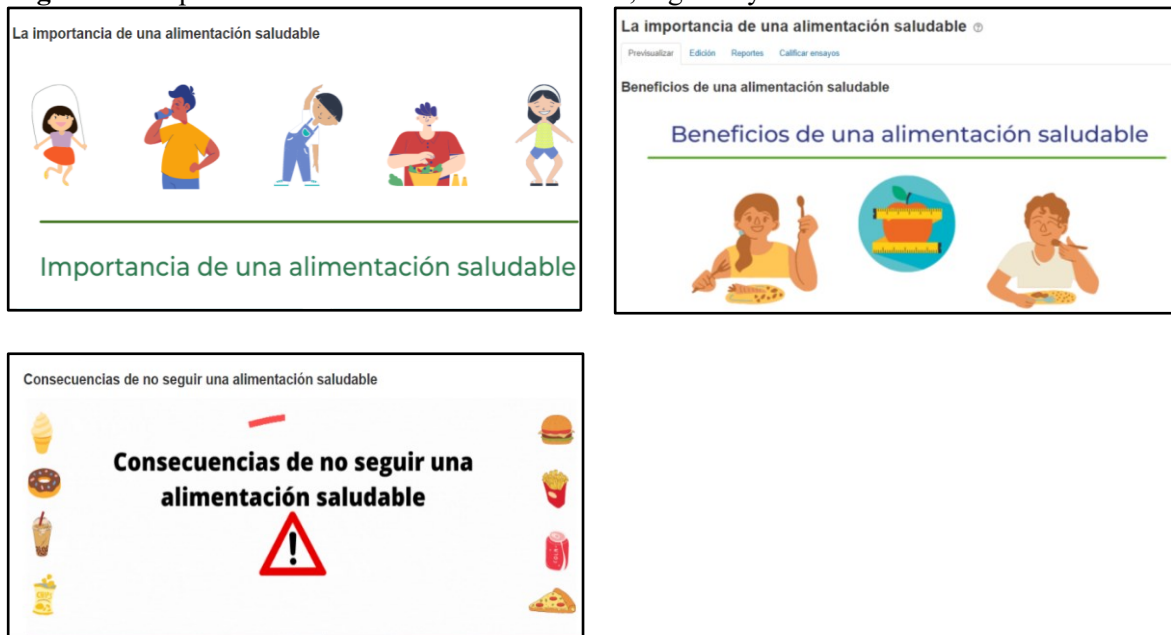 La importancia de una alimentación saludable
Importancia de una alimentación saludable
La importancia de una alimentación saludable
Previsualizar Edición Reportes Calificar ensayos
Beneficios de una alimentación saludable
Beneficios de una alimentación saludable
Consecuencias de no seguir una alimentación saludable
Consecuencias de no seguir una
alimentación saludable